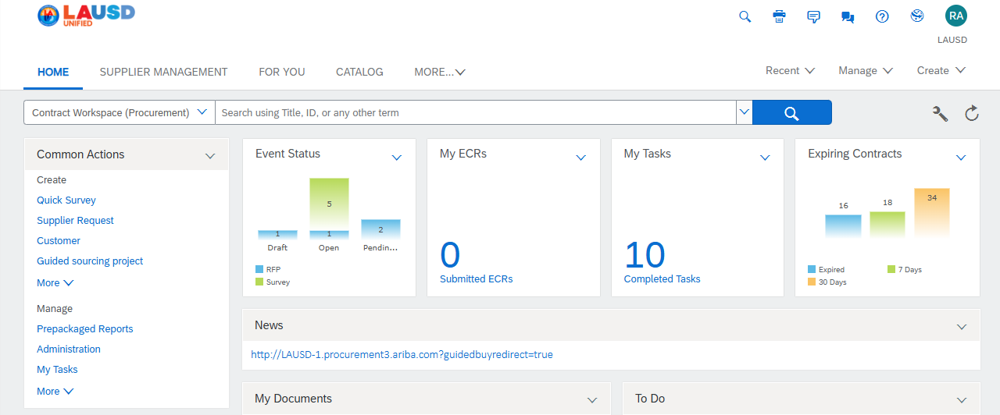 LAUSD
UNIFIED
RA
LAUSD
HOME SUPPLIER MANAGEMENT FOR YOU CATALOG MORE... Recent Manage Create
Contract Workspace (Procurement) Search using Title, ID, or any other term
Common Actions
Create
Quick Survey
Supplier Request
Customer
Guided sourcing project
More
Manage
Prepackaged Reports
Administration
My Tasks
More
Event Status
5
1 1 2
Draft Open Pendin...
RFP
Survey
My ECRs
0
Submitted ECRs
My Tasks
10
Completed Tasks
Expiring Contracts
16 18 34
Expired 7 Days
30 Days
News
http://LAUSD-1.procurement3.ariba.com?guidedbuyredirect=true
My Documents
To Do